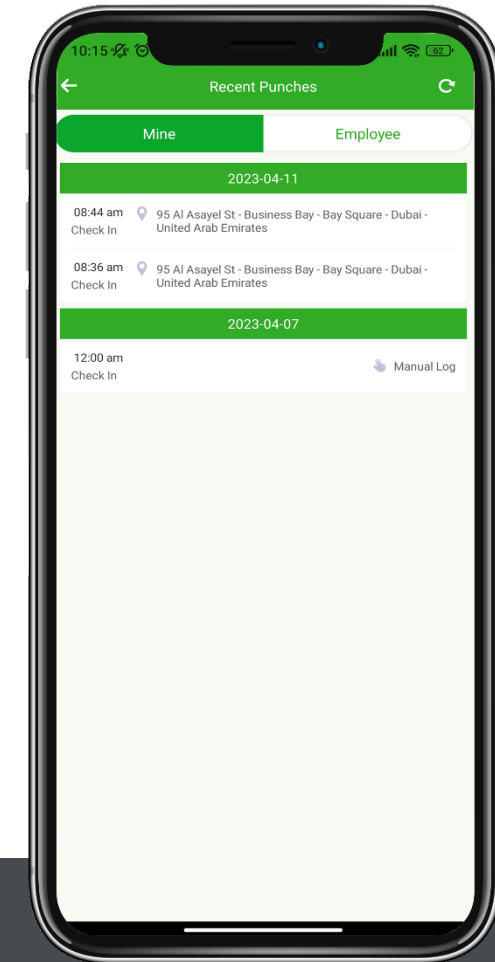 10:15
62
Recent Punches
Mine
Employee
2023-04-11
08:44 am
Check In
95 Al Asayel St - Business Bay - Bay Square - Dubai -
United Arab Emirates
08:36 am
Check In
95 Al Asayel St - Business Bay - Bay Square - Dubai -
United Arab Emirates
2023-04-07
12:00 am
Check In
Manual Log